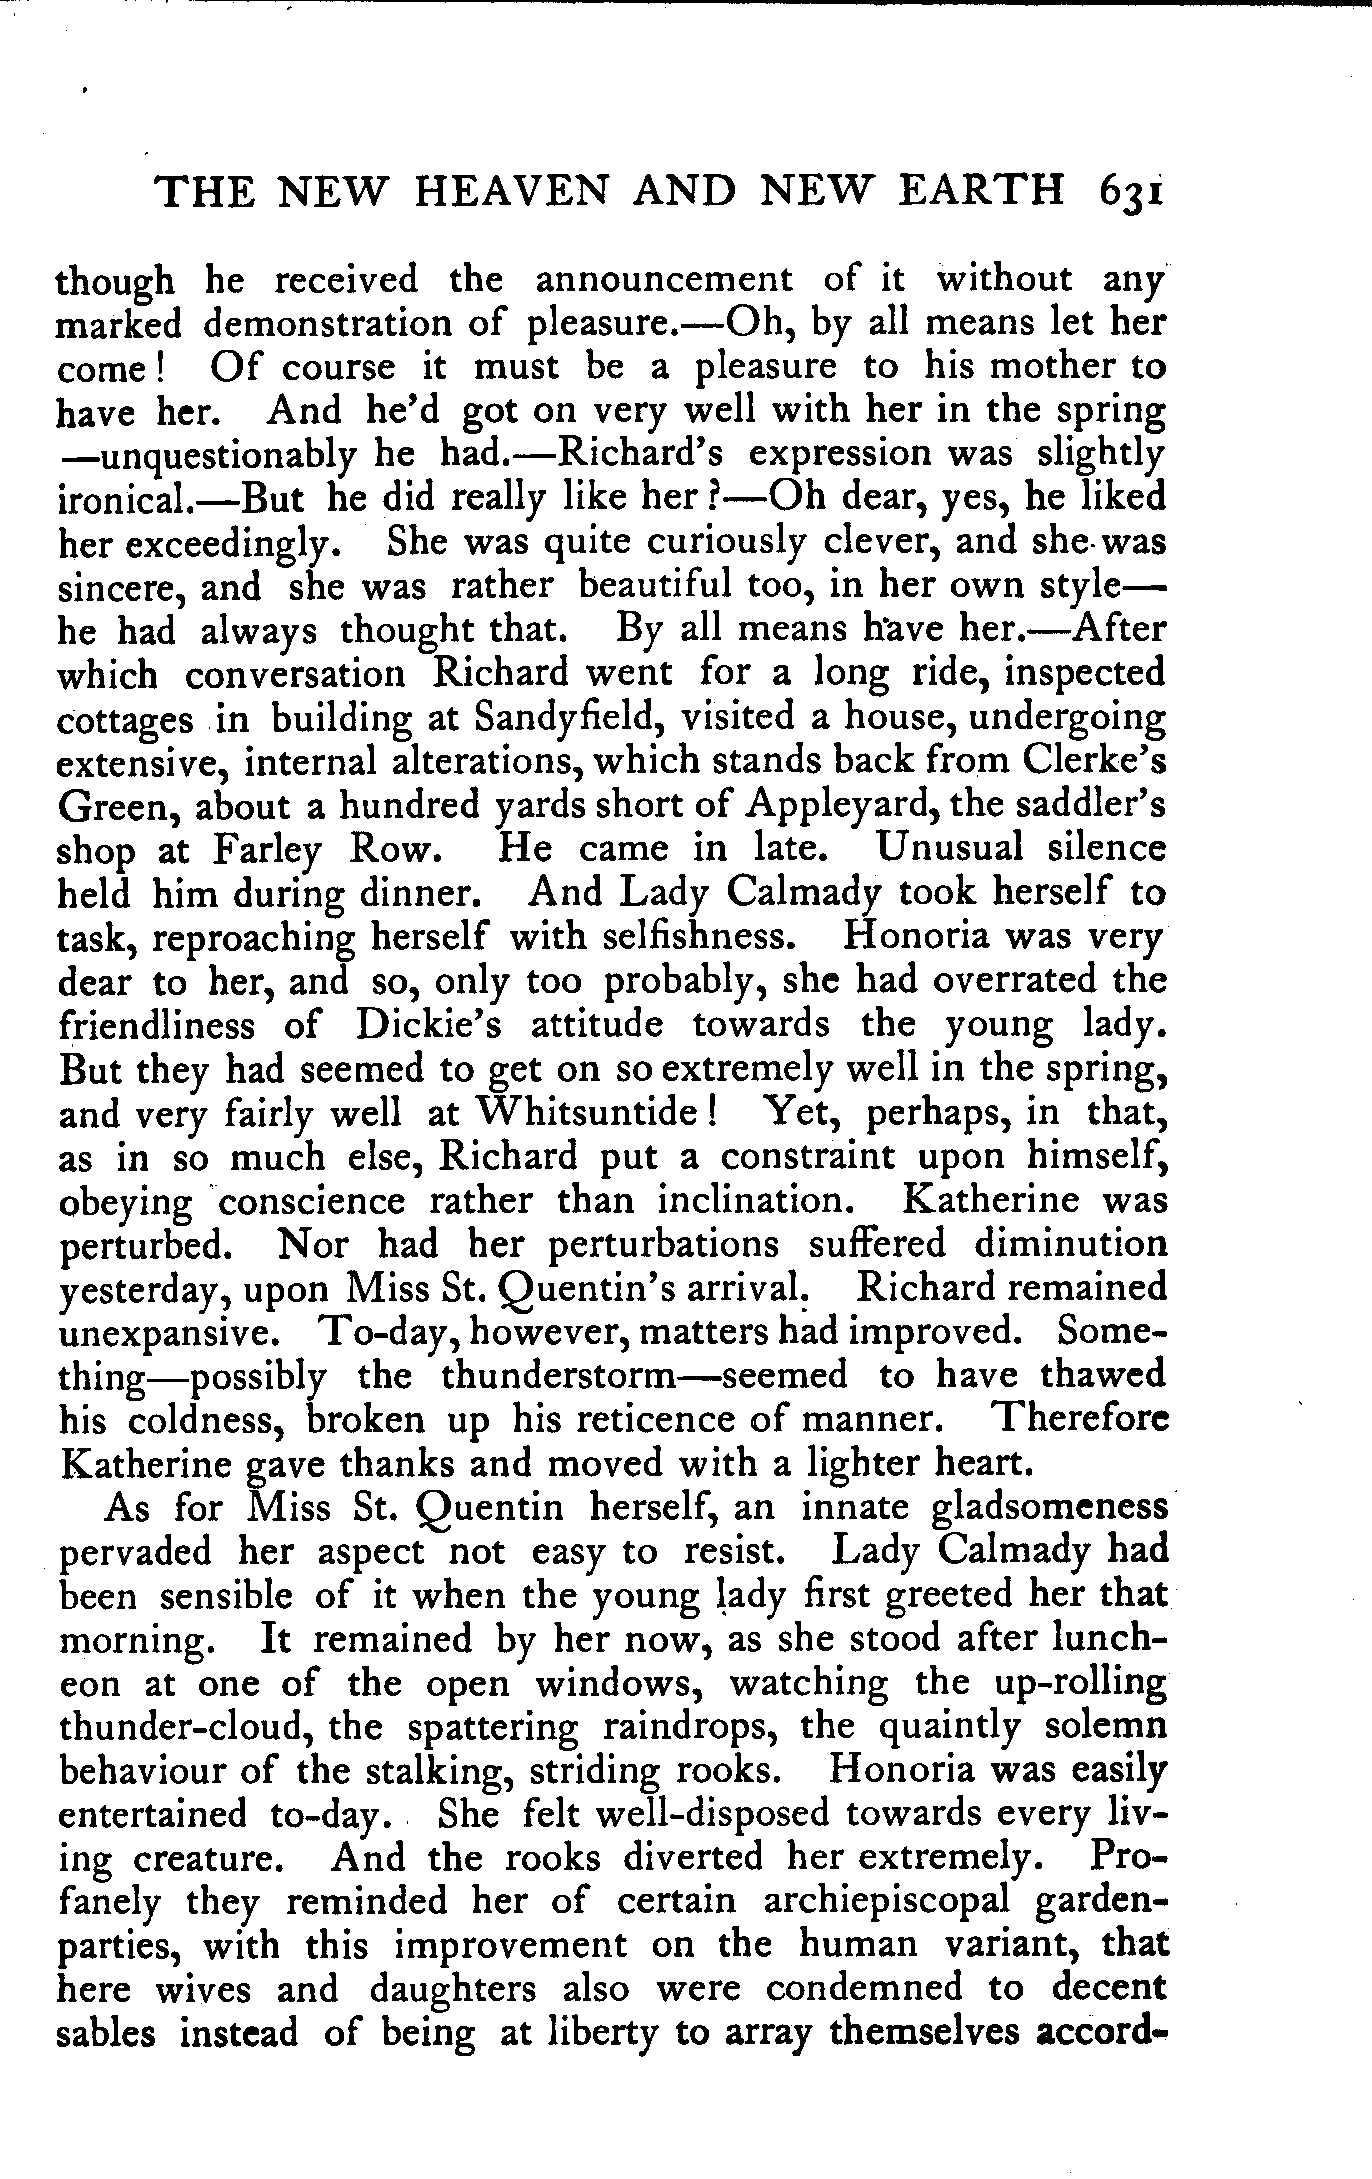 THE NEW HEAVEN AND NEW EARTH 631
though he received the announcement of it without any
marked demonstration of pleasure.—Oh, by all means let her
come! Of course it must be a pleasure to his mother to
have her. And he'd got on very well with her in the spring
—unquestionably he had.—Richard's expression was slightly
ironical.—But he did really like her?—Oh dear, yes, he liked
her exceedingly. She was quite curiously clever, and she was
sincere, and she was rather beautiful too, in her own style—
he had always thought that. By all means have her.—After
which conversation Richard went for a long ride, inspected
cottages in building at Sandyfield, visited a house, undergoing
extensive, internal alterations, which stands back from Clerke's
Green, about a hundred yards short of Appleyard, the saddler's
shop at Farley Row. He came in late. Unusual silence
held him during dinner. And Lady Calmady took herself to
task, reproaching herself with selfishness. Honoria was very
dear to her, and so, only too probably, she had overrated the
friendliness of Dickie's attitude towards the young lady.
But they had seemed to get on so extremely well in the spring,
and very fairly well at Whitsuntide! Yet, perhaps, in that,
as in so much else, Richard put a constraint upon himself,
obeying conscience rather than inclination. Katherine was
perturbed. Nor had her perturbations suffered diminution
yesterday, upon Miss St. Quentin's arrival. Richard remained
unexpansive. To-day, however, matters had improved. Some-
thing—possibly the thunderstorm—seemed to have thawed
his coldness, broken up his reticence of manner. Therefore
Katherine gave thanks and moved with a lighter heart.
As for Miss St. Quentin herself, an innate gladsomeness
pervaded her aspect not easy to resist. Lady Calmady had
been sensible of it when the young lady first greeted her that
morning. It remained by her now, as she stood after lunch-
eon at one of the open windows, watching the up-rolling
thunder-cloud, the spattering raindrops, the quaintly solemn
behaviour of the stalking, striding rooks. Honoria was easily
entertained to-day. She felt well-disposed towards every liv-
ing creature. And the rooks diverted her extremely. Pro-
fanely they reminded her of certain archiepiscopal garden-
parties, with this improvement on the human variant, that
here wives and daughters also were condemned to decent
sables instead of being at liberty to array themselves accord-